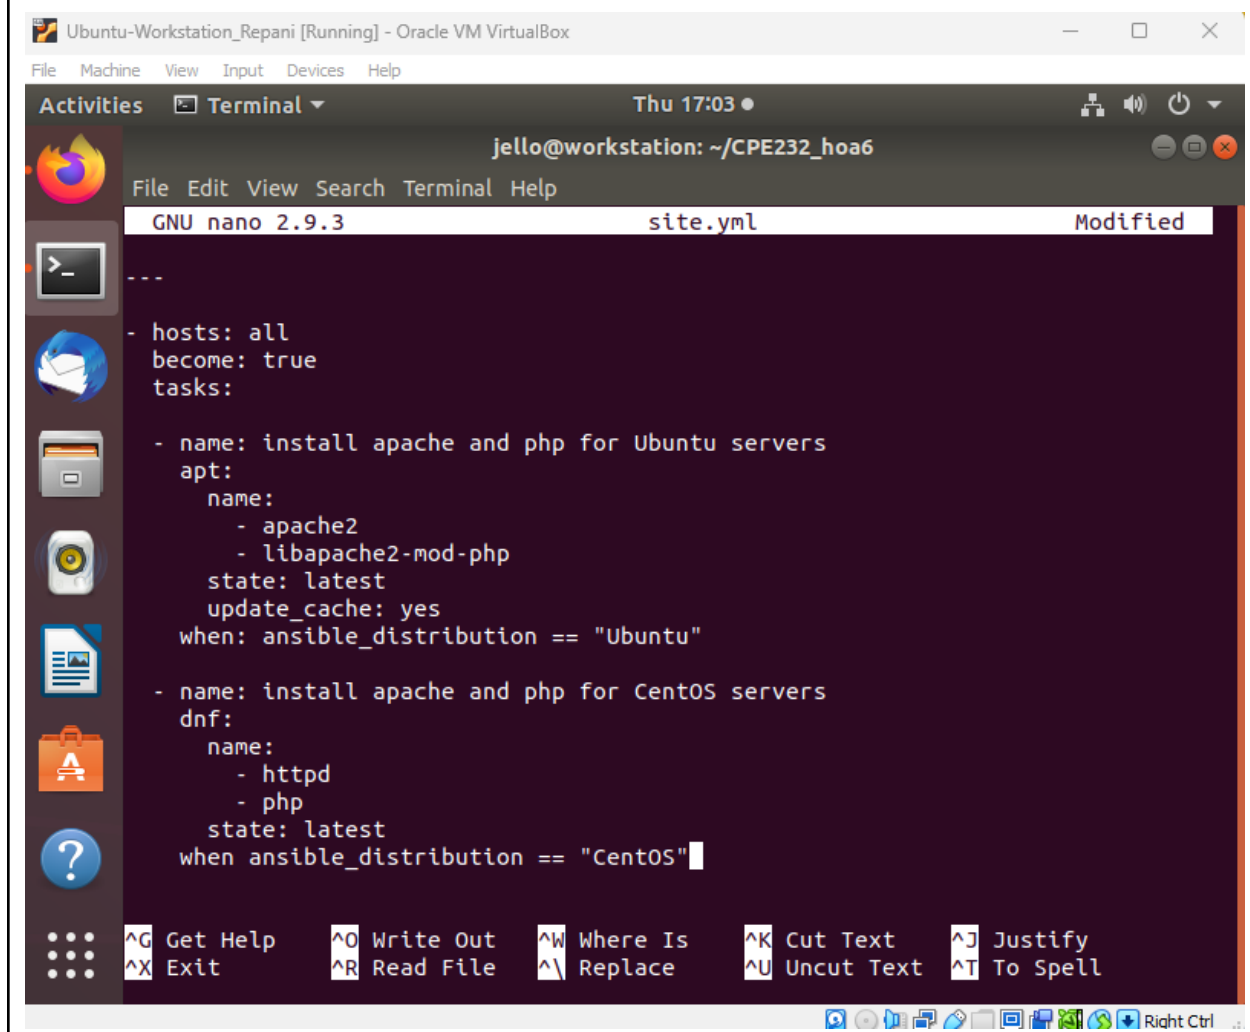 Ubuntu-Workstation_Repani [Running] - Oracle VM VirtualBox
File Machine View Input Devices Help
Activities Terminal Thu 17:03
jello@workstation: ~/CPE232_hoa6
File Edit View Search Terminal Help
GNU nano 2.9.3 site.yml Modified
---
- hosts: all
become: true
tasks:
- name: install apache and php for Ubuntu servers
apt:
name:
- apache2
- libapache2-mod-php
state: latest
update_cache: yes
when: ansible_distribution == "Ubuntu"
- name: install apache and php for CentOS servers
dnf:
name:
- httpd
- php
state: latest
when ansible_distribution == "CentOS"
^G Get Help ^O Write Out ^W Where Is ^K Cut Text ^J Justify
^X Exit ^R Read File ^\ Replace ^U Uncut Text ^T To Spell
Right Ctrl